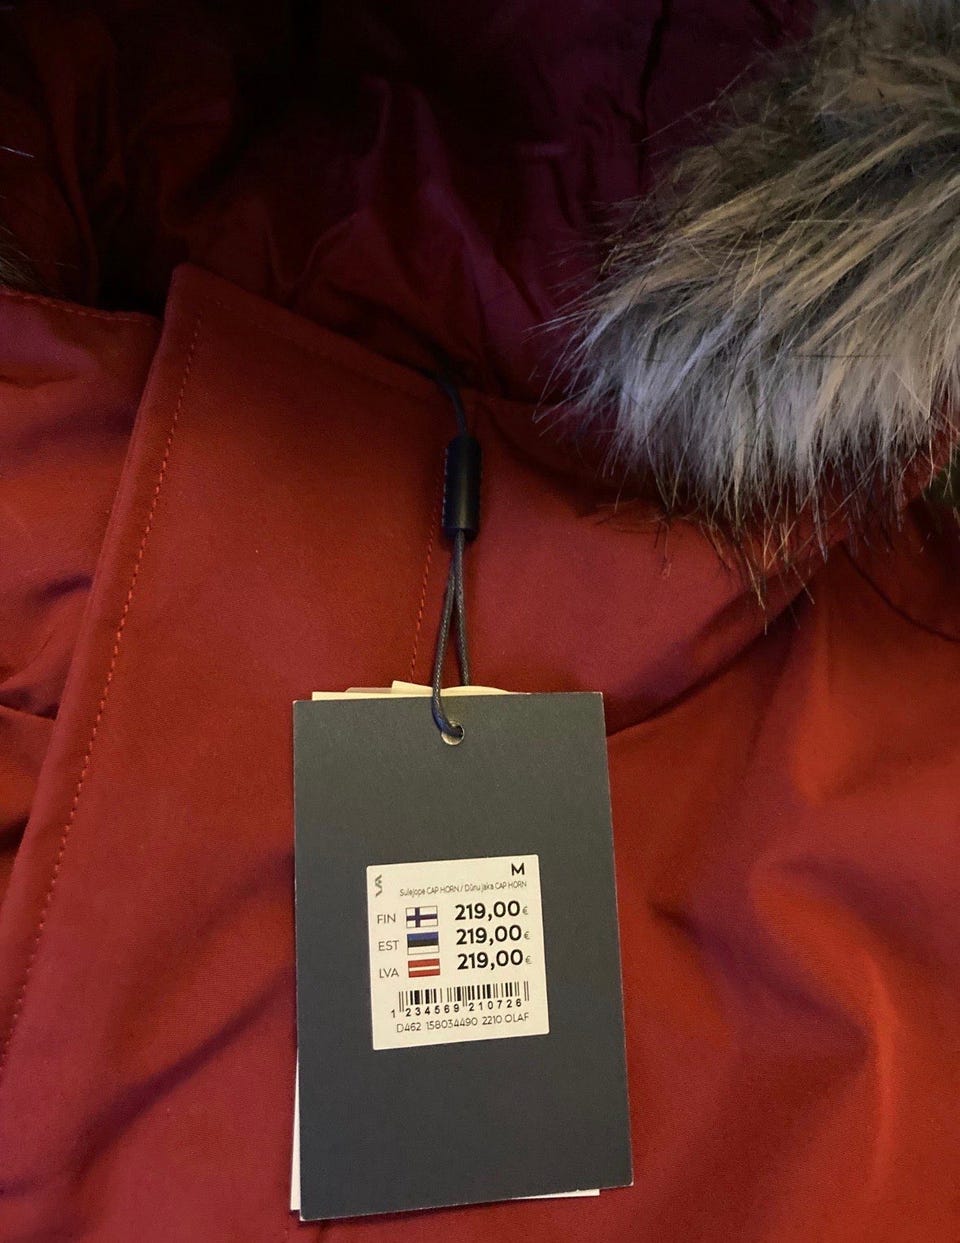 M
Sulejope CAP HORN / Dūnu jaka CAP HORN
FIN 219,00€
EST 219,00€
LVA 219,00€
1 234569 210726
D462 158034490 2210 OLAF